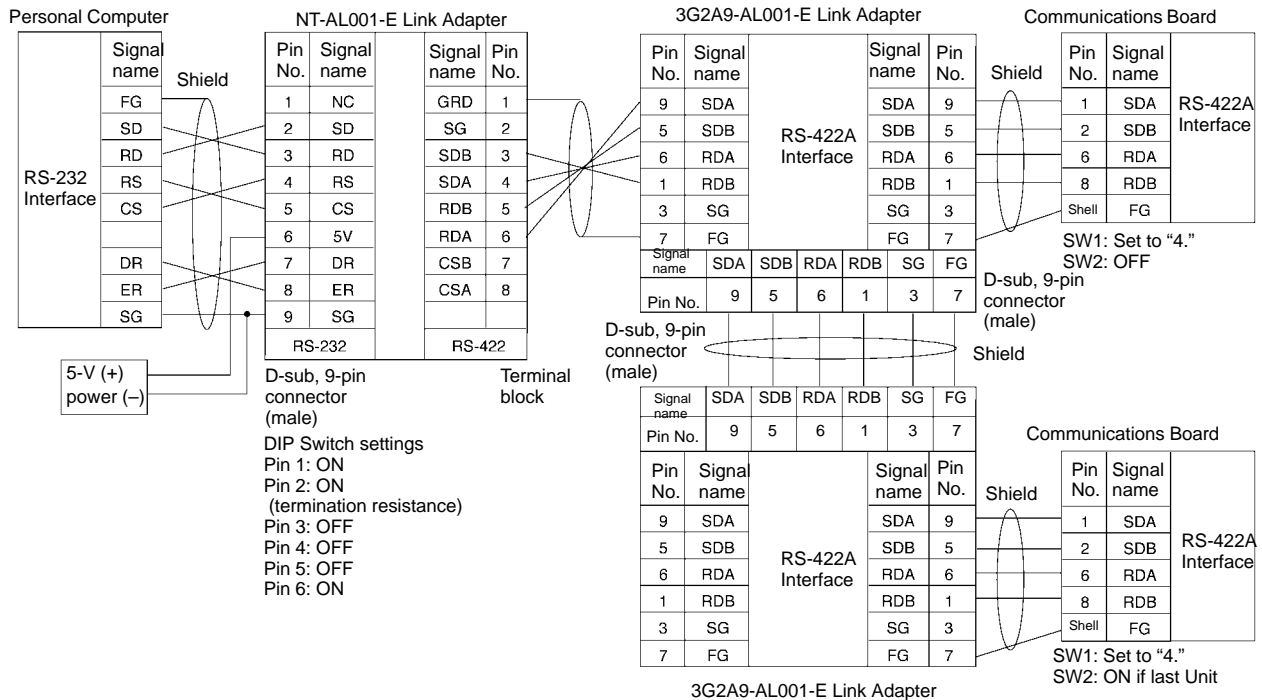 Personal Computer
RS-232
Interface
Signal
name
FG
SD
RD
RS
CS
DR
ER
SG
Shield
5-V (+)
power (–)
NT-AL001-E Link Adapter
Pin Signal Signal Pin
No. name name No.
1 NC GRD 1
2 SD SG 2
3 RD SDB 3
4 RS SDA 4
5 CS RDB 5
6 5V RDA 6
7 DR CSB 7
8 ER CSA 8
9 SG
RS-232 RS-422
D-sub, 9-pin
connector
(male)
Terminal
block
DIP Switch settings
Pin 1: ON
Pin 2: ON
(termination resistance)
Pin 3: OFF
Pin 4: OFF
Pin 5: OFF
Pin 6: ON
3G2A9-AL001-E Link Adapter
Pin Signal Signal Pin
No. name name No.
9 SDA SDA 9
5 SDB SDB 5
6 RDA RDA 6
1 RDB RDB 1
3 SG SG 3
7 FG FG 7
RS-422A
Interface
Signal
name SDA SDB RDA RDB SG FG
Pin No. 9 5 6 1 3 7
D-sub, 9-pin
connector
(male)
Shield
Communications Board
Pin Signal
No. name
1 SDA
2 SDB
6 RDA
8 RDB
Shell FG
RS-422A
Interface
SW1: Set to “4.”
SW2: OFF
D-sub, 9-pin
connector
(male)
Shield
Signal
name SDA SDB RDA RDB SG FG
Pin No. 9 5 6 1 3 7
Pin Signal Signal Pin
No. name name No.
9 SDA SDA 9
5 SDB SDB 5
6 RDA RDA 6
1 RDB RDB 1
3 SG SG 3
7 FG FG 7
RS-422A
Interface
3G2A9-AL001-E Link Adapter
Shield
Communications Board
Pin Signal
No. name
1 SDA
2 SDB
6 RDA
8 RDB
Shell FG
RS-422A
Interface
SW1: Set to “4.”
SW2: ON if last Unit